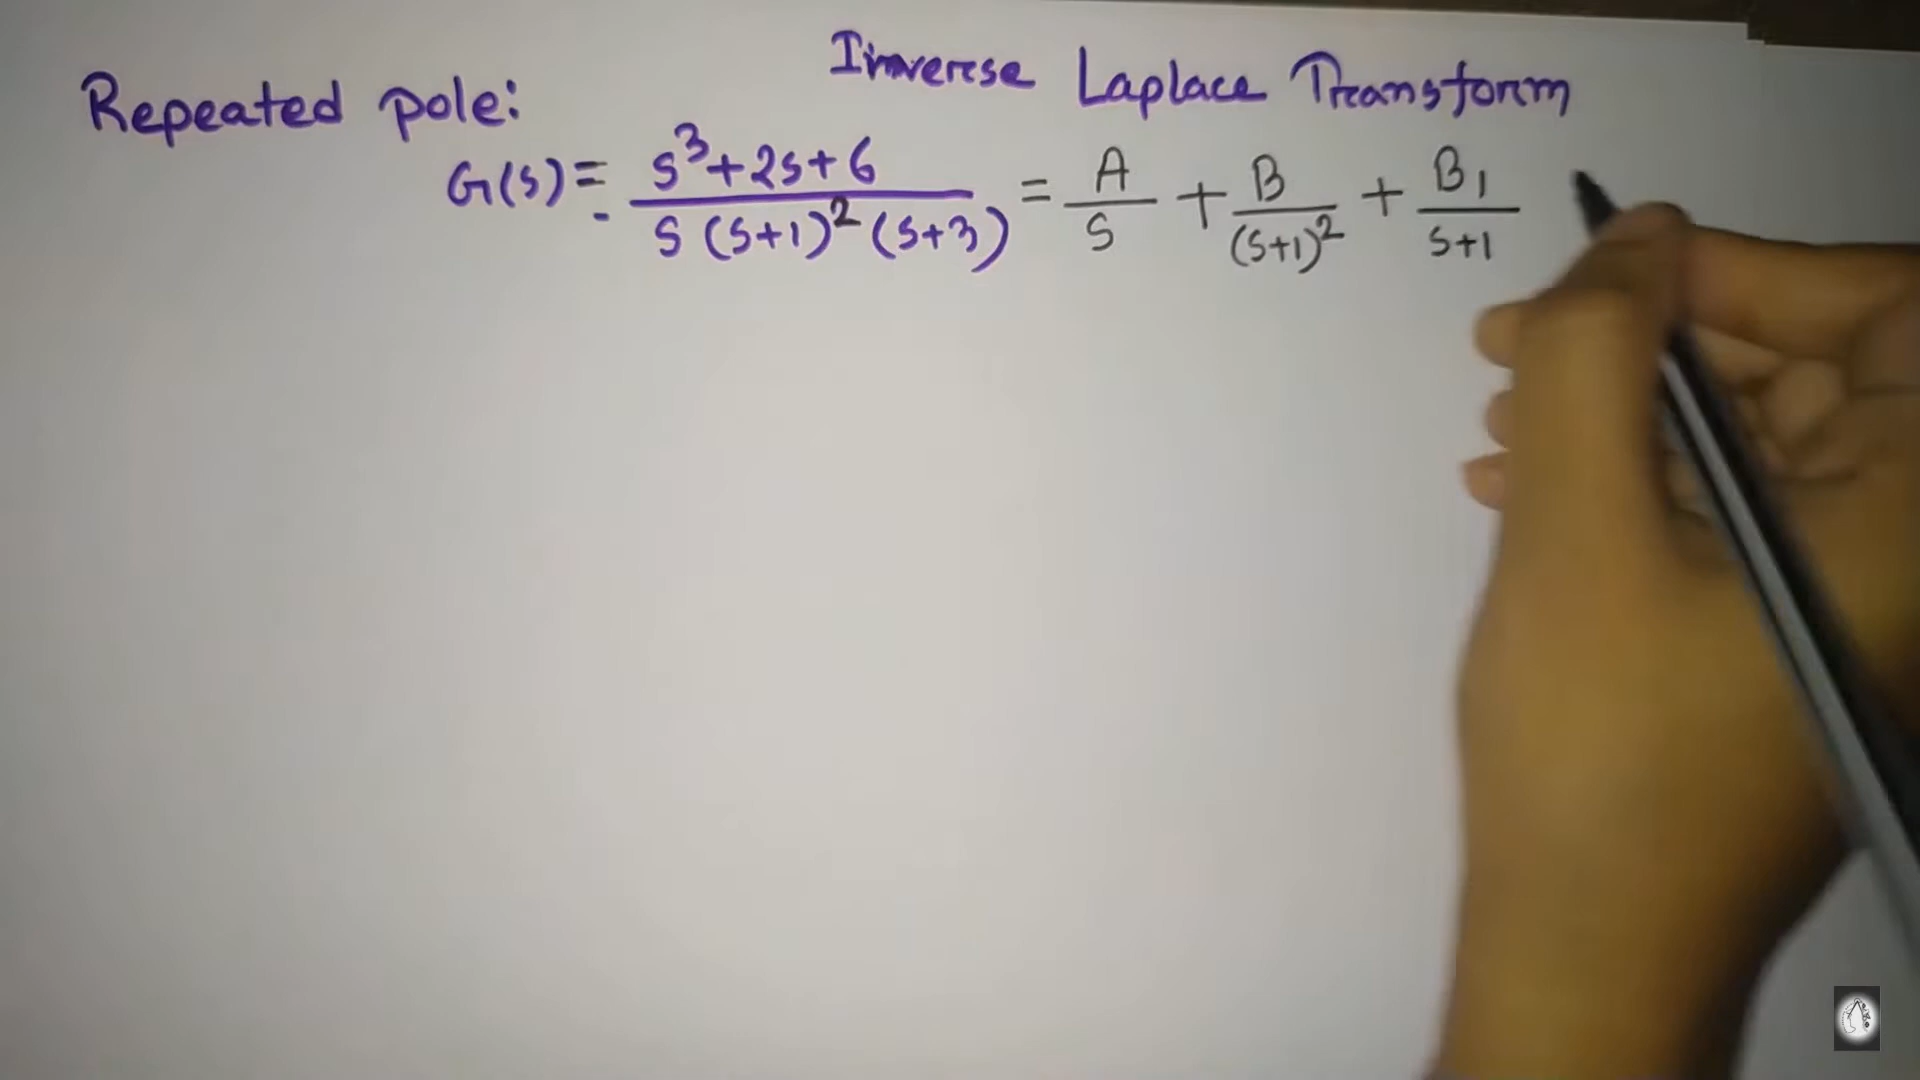 Inverse Laplace Transform
Repeated pole:
G(s) = s³+2s+6 / s(s+1)²(s+3) = A/s + B/(s+1)² + B₁/s+1